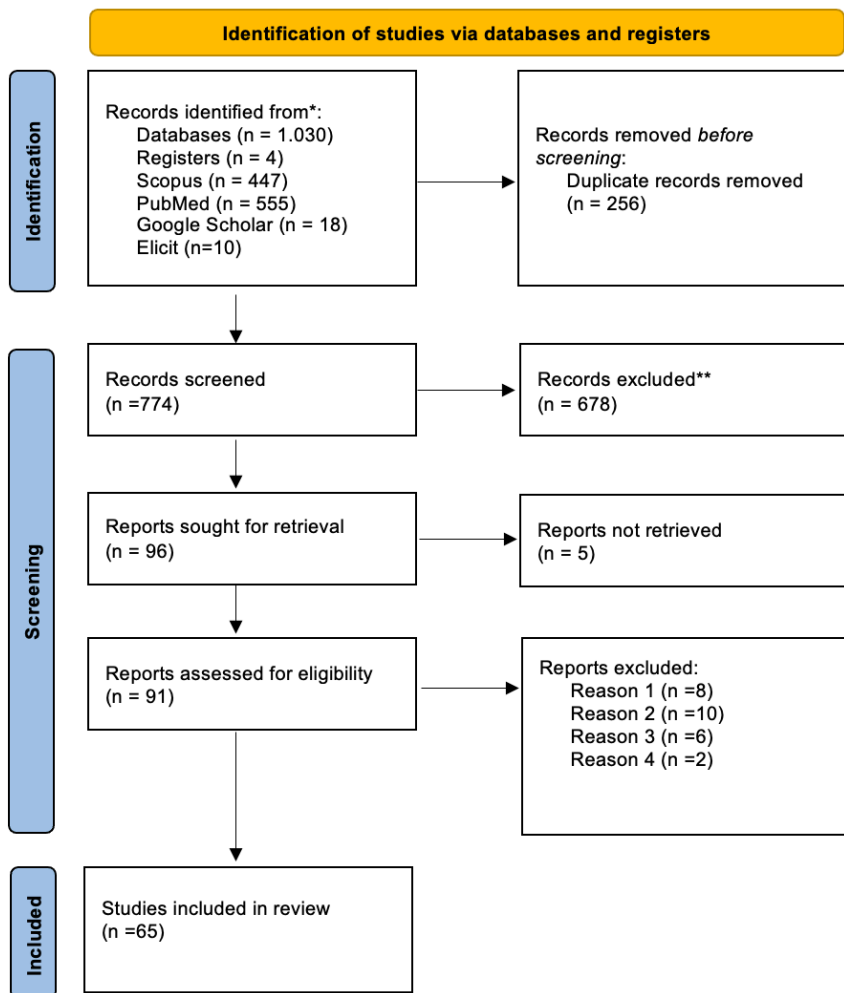 Identification of studies via databases and registers
Identification
Records identified from*:
Databases (n = 1.030)
Registers (n = 4)
Scopus (n = 447)
PubMed (n = 555)
Google Scholar (n = 18)
Elicit (n=10)
Records removed before
screening:
Duplicate records removed
(n = 256)
Screening
Records screened
(n =774)
Records excluded**
(n = 678)
Reports sought for retrieval
(n = 96)
Reports not retrieved
(n = 5)
Reports assessed for eligibility
(n = 91)
Reports excluded:
Reason 1 (n =8)
Reason 2 (n =10)
Reason 3 (n =6)
Reason 4 (n =2)
Included
Studies included in review
(n =65)